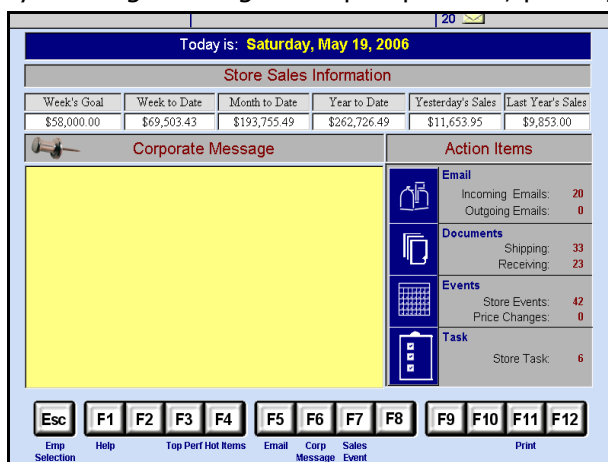 20
Today is: Saturday, May 19, 2006
Store Sales Information
Week's Goal Week to Date Month to Date Year to Date Yesterday's Sales Last Year's Sales
$58,000.00 $69,503.43 $193,755.49 $262,726.49 $11,653.95 $9,853.00
Corporate Message
Action Items
Email
Incoming Emails: 20
Outgoing Emails: 0
Documents
Shipping: 33
Receiving: 23
Events
Store Events: 42
Price Changes: 0
Task
Store Task: 6
Esc F1 F2 F3 F4 F5 F6 F7 F8 F9 F10 F11 F12
Emp Selection Help Top Perf Hot Items Email Corp Message Sales Event Print